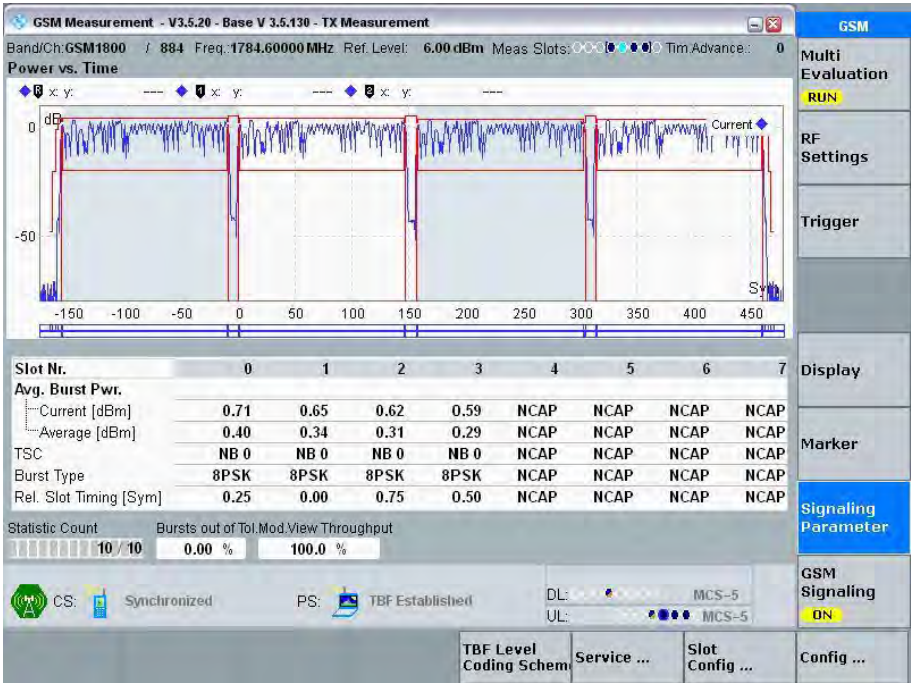 GSM Measurement - V3.5.20 - Base V 3.5.130 - TX Measurement
GSM
Band/Ch:GSM1800 / 884 Freq.:1784.60000 MHz Ref. Level: 6.00 dBm Meas Slots: Tim.Advance.: 0
Power vs. Time
Multi
Evaluation
RUN
R x: y: --- 1 x: y: --- 2 x: y: ---
dB
0
Current
-50
Sym
-150 -100 -50 0 50 100 150 200 250 300 350 400 450
RF
Settings
Trigger
Slot Nr. 0 1 2 3 4 5 6 7
Avg. Burst Pwr.
Current [dBm] 0.71 0.65 0.62 0.59 NCAP NCAP NCAP NCAP
Average [dBm] 0.40 0.34 0.31 0.29 NCAP NCAP NCAP NCAP
TSC NB 0 NB 0 NB 0 NB 0 NCAP NCAP NCAP NCAP
Burst Type 8PSK 8PSK 8PSK 8PSK NCAP NCAP NCAP NCAP
Rel. Slot Timing [Sym] 0.25 0.00 0.75 0.50 NCAP NCAP NCAP NCAP
Display
Marker
Signaling
Parameter
Statistic Count Bursts out of Tol. Mod.View Throughput
10 / 10 0.00 % 100.0 %
CS: Synchronized PS: TBF Established
DL: MCS-5
UL: MCS-5
GSM
Signaling
ON
TBF Level
Coding Schem
Service ...
Slot
Config ...
Config ...